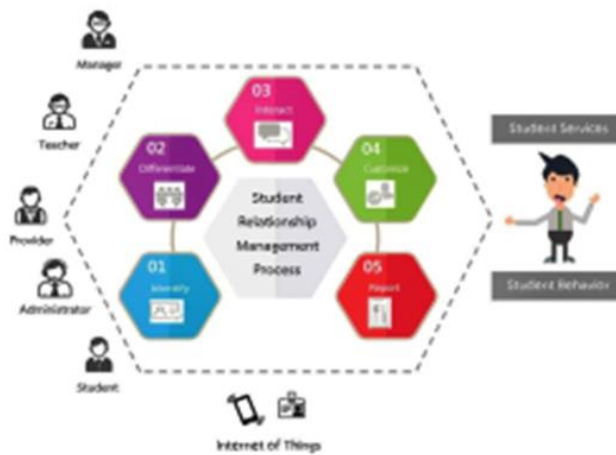 Manager
Teacher
Provider
Administrator
Student
03
Interact
02
Differentiate
04
Customize
01
Identify
05
Report
Student
Relationship
Management
Process
Student Services
Student Behavior
Internet of Things